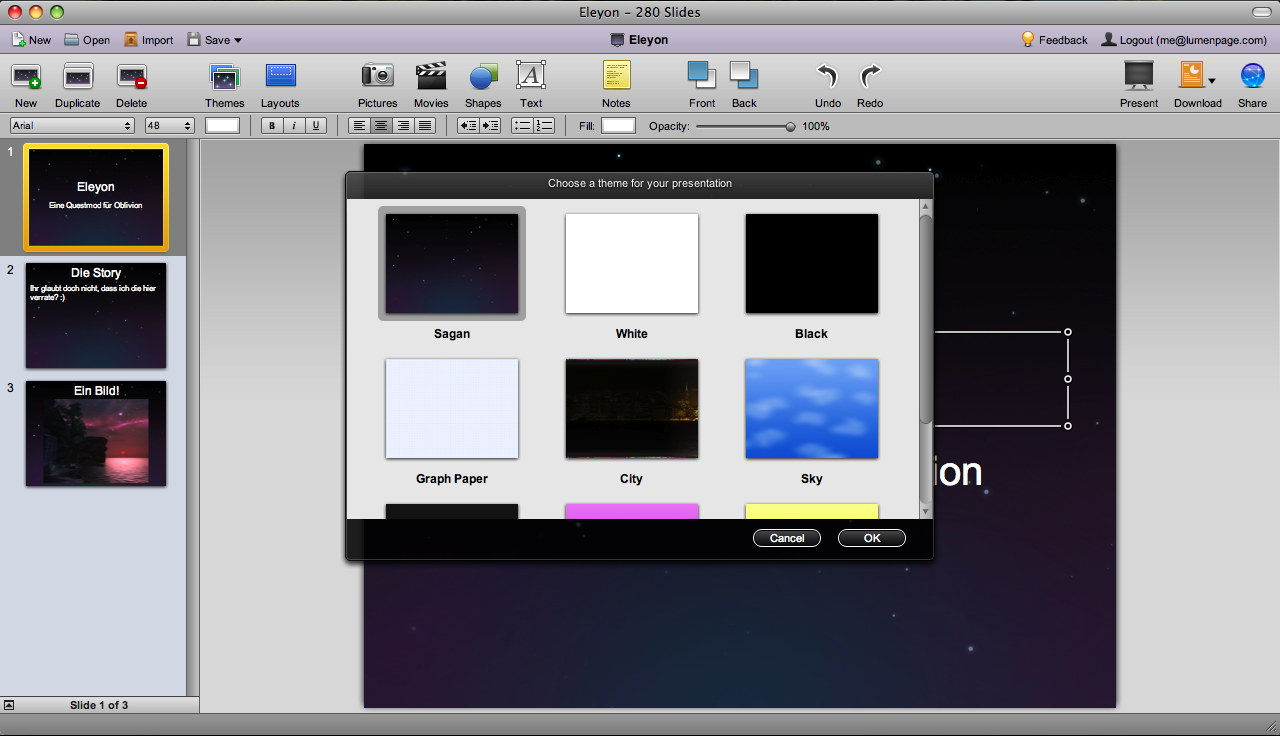 Eleyon – 280 Slides
New Open Import Save Eleyon Feedback Logout (me@lumenpage.com)
New Duplicate Delete Themes Layouts Pictures Movies Shapes Text Notes Front Back Undo Redo Present Download Share
Arial 48 B i U Fill: Opacity: 100%
1
Eleyon
Eine Questmod für Oblivion
2
Die Story
Ihr glaubt doch nicht, dass ich die hier
verrate? :)
3
Ein Bild!
Slide 1 of 3
Choose a theme for your presentation
Sagan White Black
Graph Paper City Sky
Cancel OK
ion